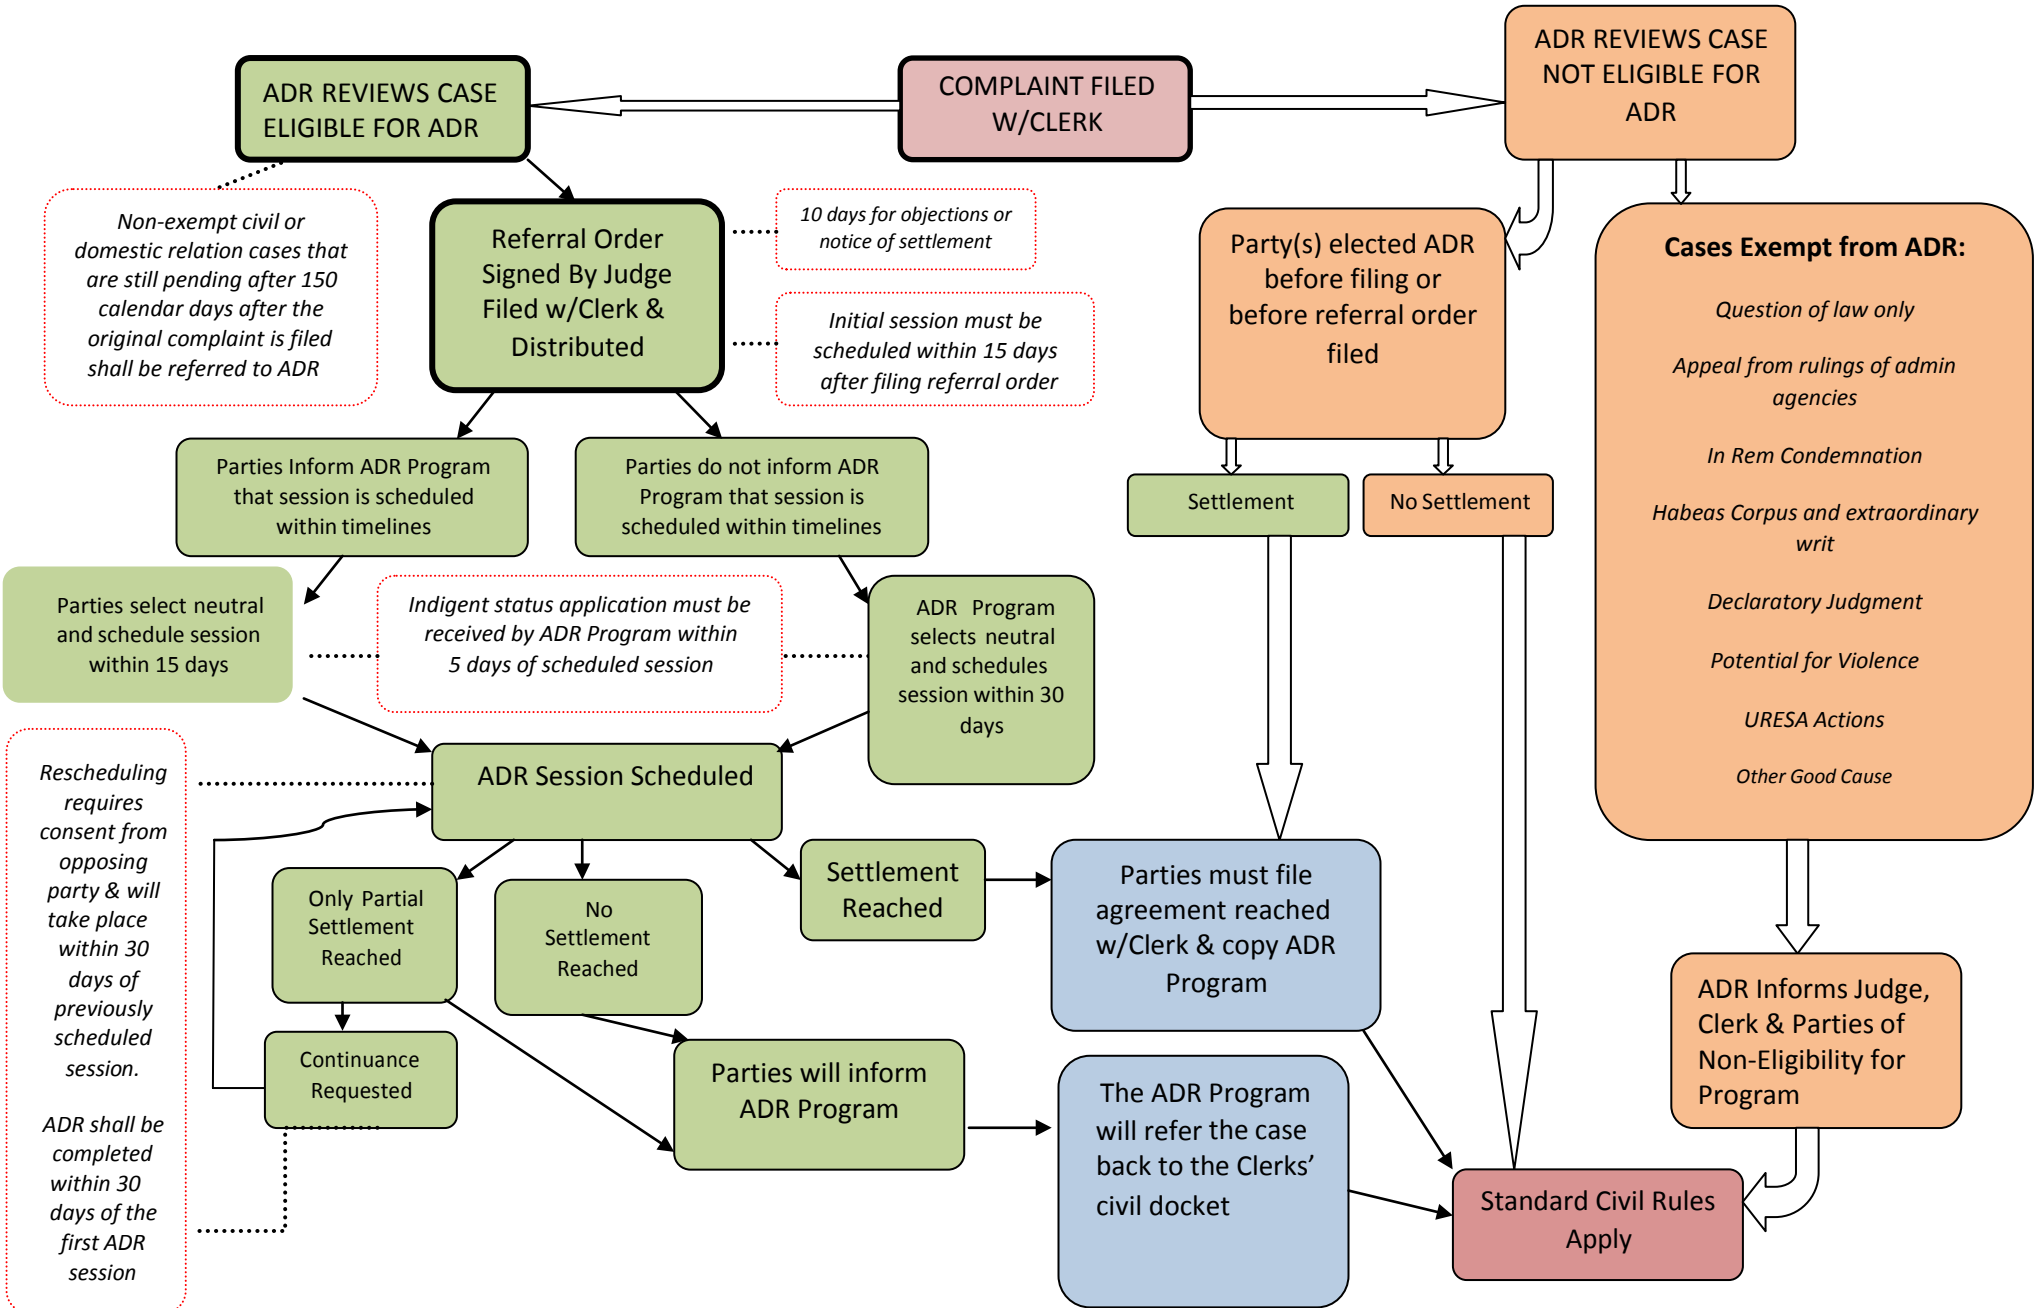 ADR REVIEWS CASE
ELIGIBLE FOR ADR
COMPLAINT FILED
W/CLERK
ADR REVIEWS CASE
NOT ELIGIBLE FOR
ADR
Non-exempt civil or
domestic relation cases that
are still pending after 150
calendar days after the
original complaint is filed
shall be referred to ADR
Referral Order
Signed By Judge
Filed w/Clerk &
Distributed
10 days for objections or
notice of settlement
Initial session must be
scheduled within 15 days
after filing referral order
Party(s) elected ADR
before filing or
before referral order
filed
Cases Exempt from ADR:
Question of law only
Appeal from rulings of admin
agencies
In Rem Condemnation
Habeas Corpus and extraordinary
writ
Declaratory Judgment
Potential for Violence
URESA Actions
Other Good Cause
Parties Inform ADR Program
that session is scheduled
within timelines
Parties do not inform ADR
Program that session is
scheduled within timelines
Settlement
No Settlement
Parties select neutral
and schedule session
within 15 days
Indigent status application must be
received by ADR Program within
5 days of scheduled session
ADR Program
selects neutral
and schedules
session within 30
days
Rescheduling
requires
consent from
opposing
party & will
take place
within 30
days of
previously
scheduled
session.
ADR shall be
completed
within 30
days of the
first ADR
session
ADR Session Scheduled
Only Partial
Settlement
Reached
No
Settlement
Reached
Settlement
Reached
Parties must file
agreement reached
w/Clerk & copy ADR
Program
Continuance
Requested
Parties will inform
ADR Program
The ADR Program
will refer the case
back to the Clerks’
civil docket
ADR Informs Judge,
Clerk & Parties of
Non-Eligibility for
Program
Standard Civil Rules
Apply